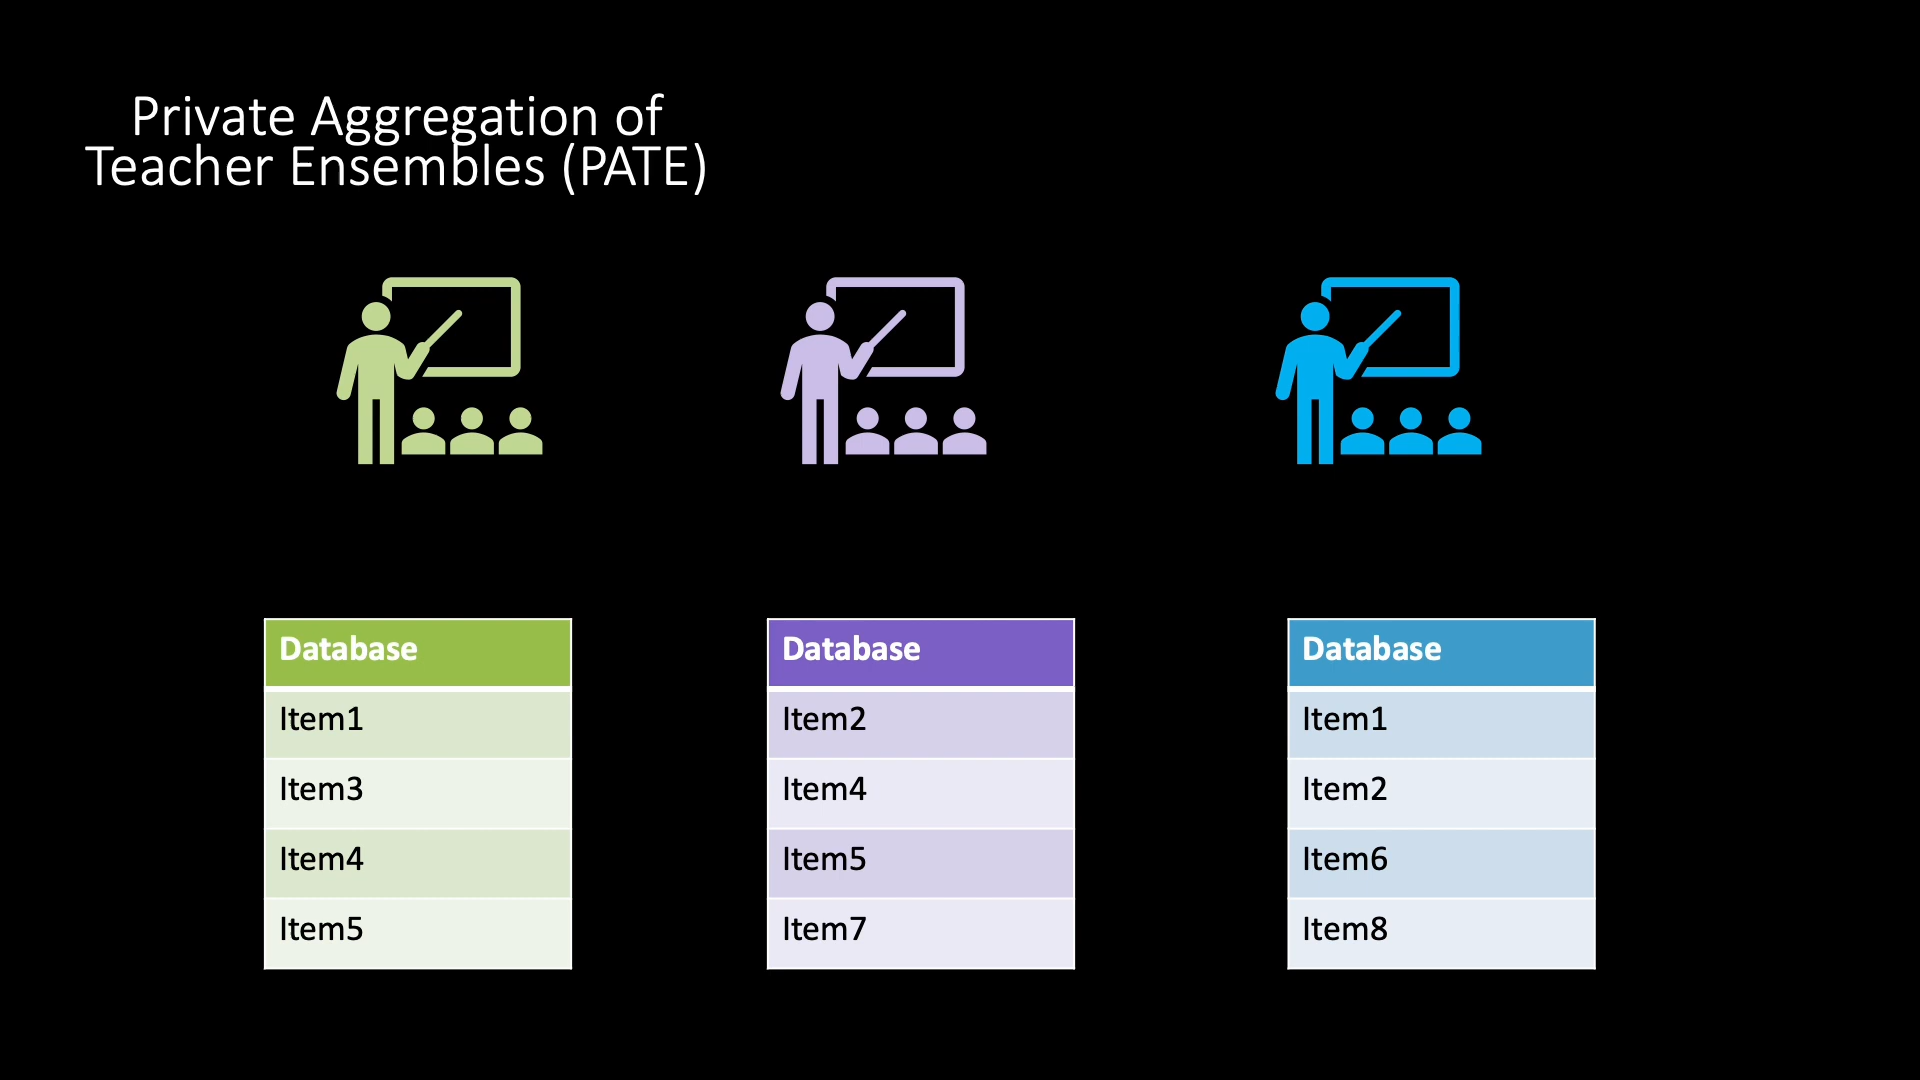 Private Aggregation of
Teacher Ensembles (PATE)
Database
Item1
Item3
Item4
Item5
Database
Item2
Item4
Item5
Item7
Database
Item1
Item2
Item6
Item8